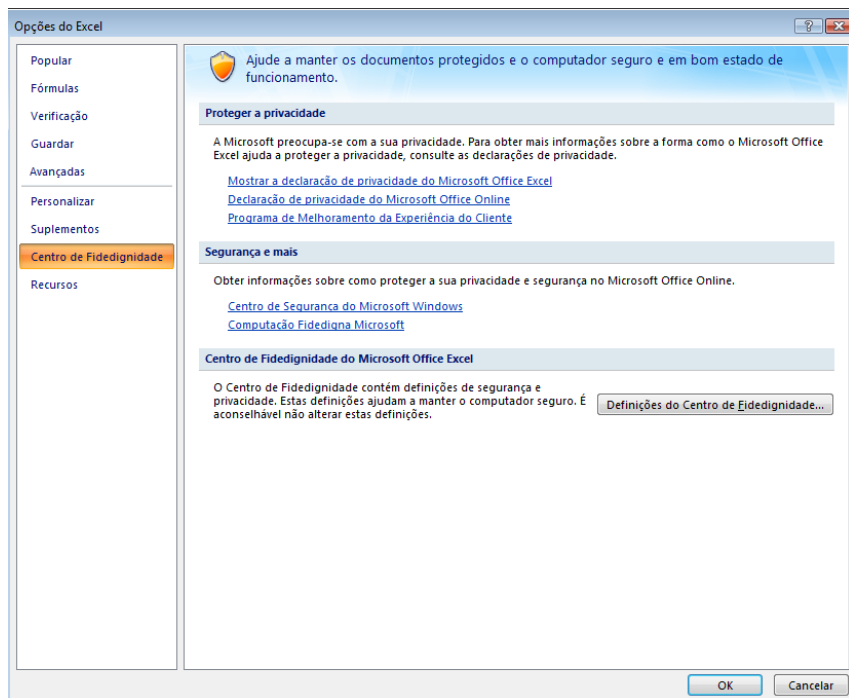 Opções do Excel
Popular
Fórmulas
Verificação
Guardar
Avançadas
Personalizar
Suplementos
Centro de Fidedignidade
Recursos
Ajude a manter os documentos protegidos e o computador seguro e em bom estado de
funcionamento.
Proteger a privacidade
A Microsoft preocupa-se com a sua privacidade. Para obter mais informações sobre a forma como o Microsoft Office
Excel ajuda a proteger a privacidade, consulte as declarações de privacidade.
Mostrar a declaração de privacidade do Microsoft Office Excel
Declaração de privacidade do Microsoft Office Online
Programa de Melhoramento da Experiência do Cliente
Segurança e mais
Obter informações sobre como proteger a sua privacidade e segurança no Microsoft Office Online.
Centro de Segurança do Microsoft Windows
Computação Fidedigna Microsoft
Centro de Fidedignidade do Microsoft Office Excel
O Centro de Fidedignidade contém definições de segurança e
privacidade. Estas definições ajudam a manter o computador seguro. É
aconselhável não alterar estas definições.
Definições do Centro de Fidedignidade...
OK
Cancelar